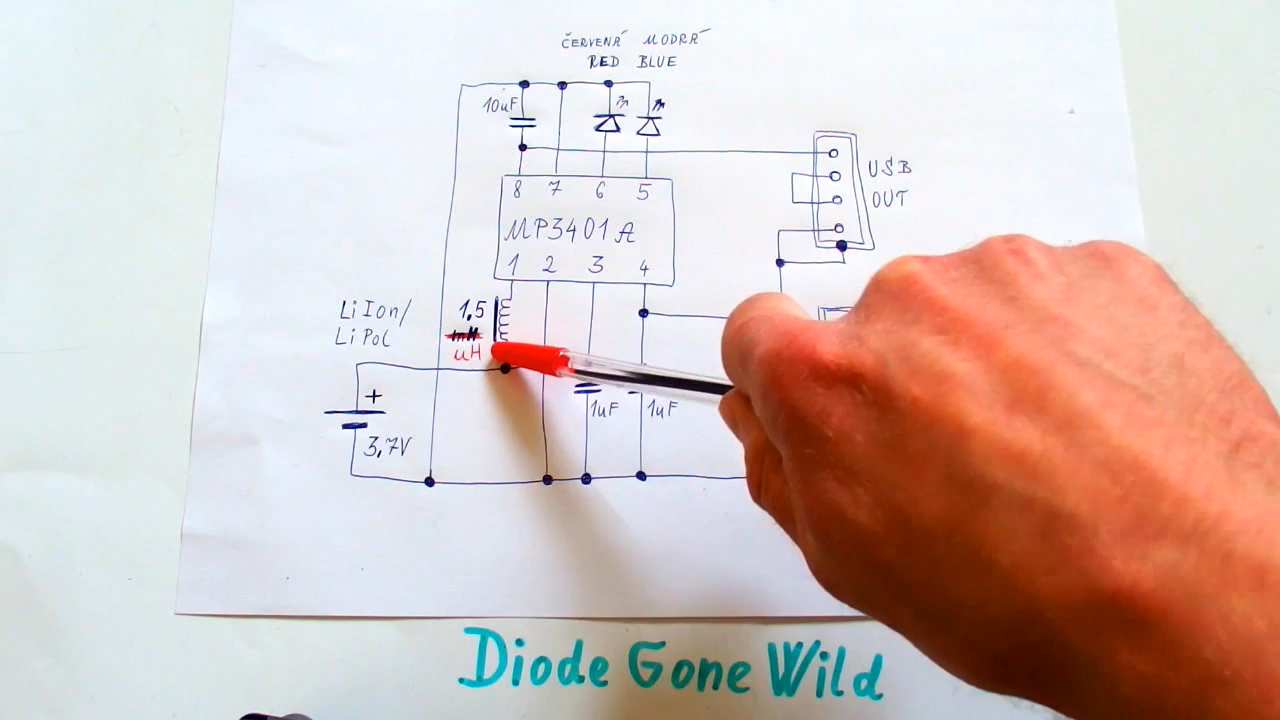 ČERVENÁ MODRÁ
RED BLUE
10uF
8 7 6 5
MP3401A
1 2 3 4
USB
OUT
LiIon/
LiPol
1.5
mH
uH
+
3,7V
1uF
1uF
Diode Gone Wild